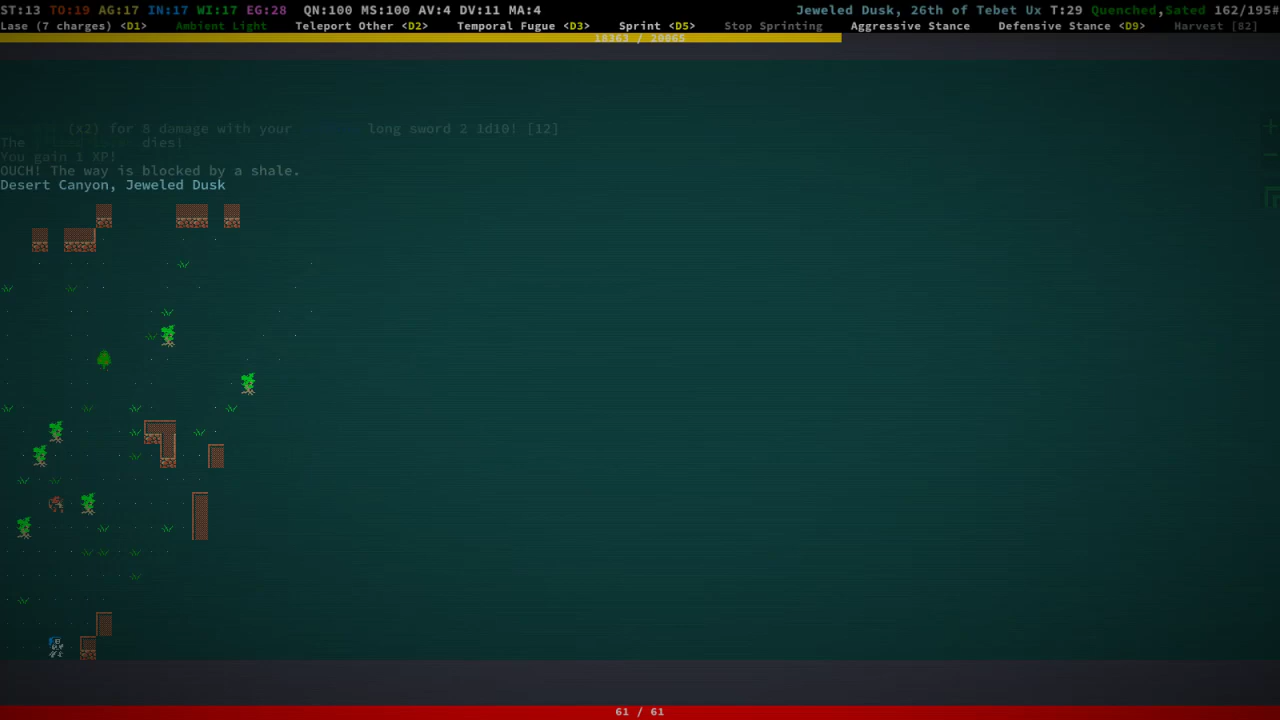 ST:13 TO:19 AG:17 IN:17 WI:17 EG:28 QN:100 MS:100 AV:4 DV:11 MA:4 Jeweled Dusk, 26th of Tebet Ux T:29 Quenched,Sated 162/195#
Lase (7 charges) <D1> Ambient Light Teleport Other <D2> Temporal Fugue <D3> Sprint <D5> Stop Sprinting Aggressive Stance Defensive Stance <D9> Harvest [82]
18363 / 20065
(x2) for 8 damage with your long sword 2 1d10! [12]
The dies!
You gain 1 XP!
OUCH! The way is blocked by a shale.
Desert Canyon, Jeweled Dusk
61 / 61